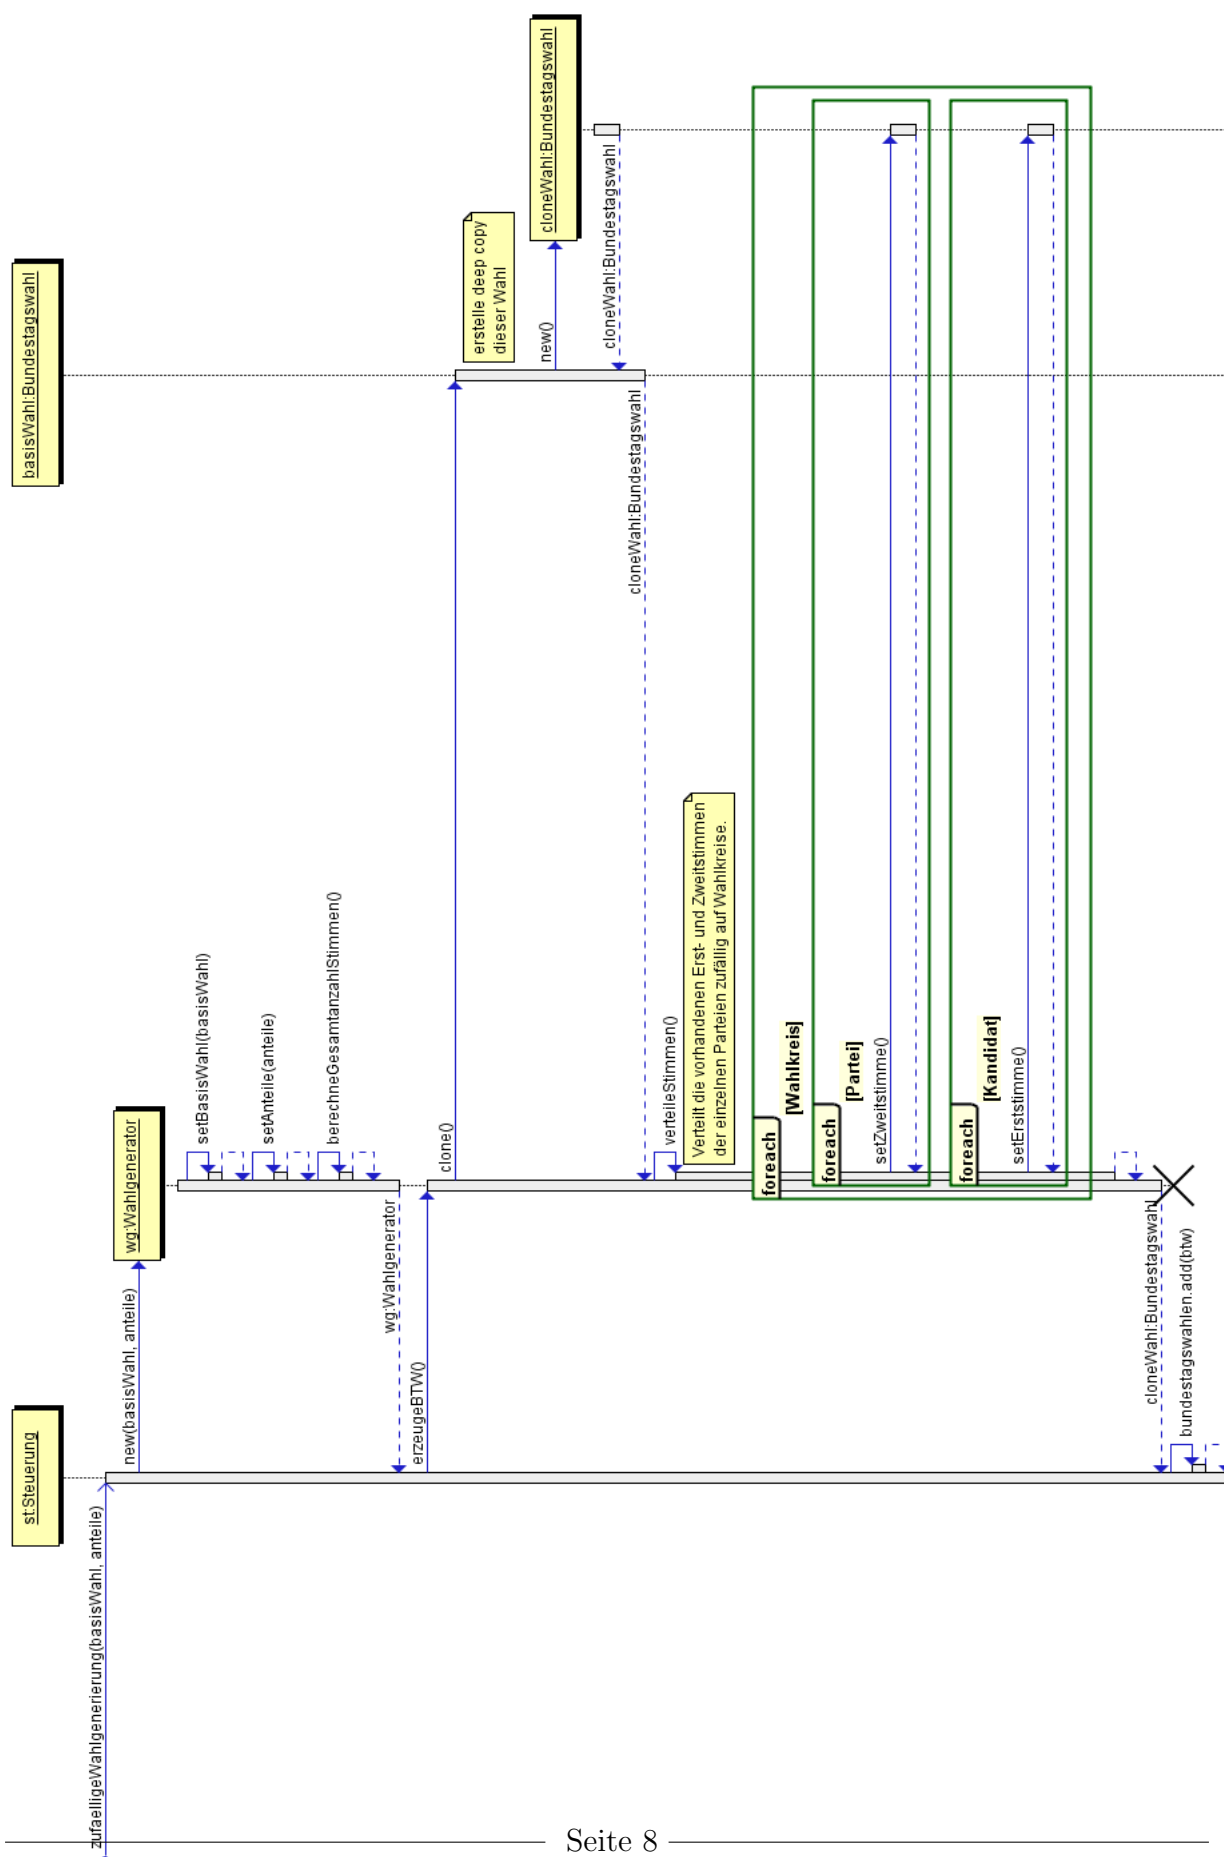 st:Steuerung
basisWahl:Bundestagswahl
zufaelligeWahlgenerierung(basisWahl, anteile)
new(basisWahl, anteile)
wg:Wahlgenerator
setBasisWahl(basisWahl)
setAnteile(anteile)
berechneGesamtanzahlStimmen()
wg:Wahlgenerator
erzeugeBTW()
clone()
erstelle deep copy
dieser Wahl
new()
cloneWahl:Bundestagswahl
cloneWahl:Bundestagswahl
cloneWahl:Bundestagswahl
verteileStimmen()
Verteilt die vorhandenen Erst- und Zweitstimmen
der einzelnen Parteien zufällig auf Wahlkreise.
foreach
[Wahlkreis]
foreach
[Partei]
setZweitstimme()
foreach
[Kandidat]
setErststimme()
cloneWahl:Bundestagswahl
bundestagswahlen.add(btw)
Seite 8